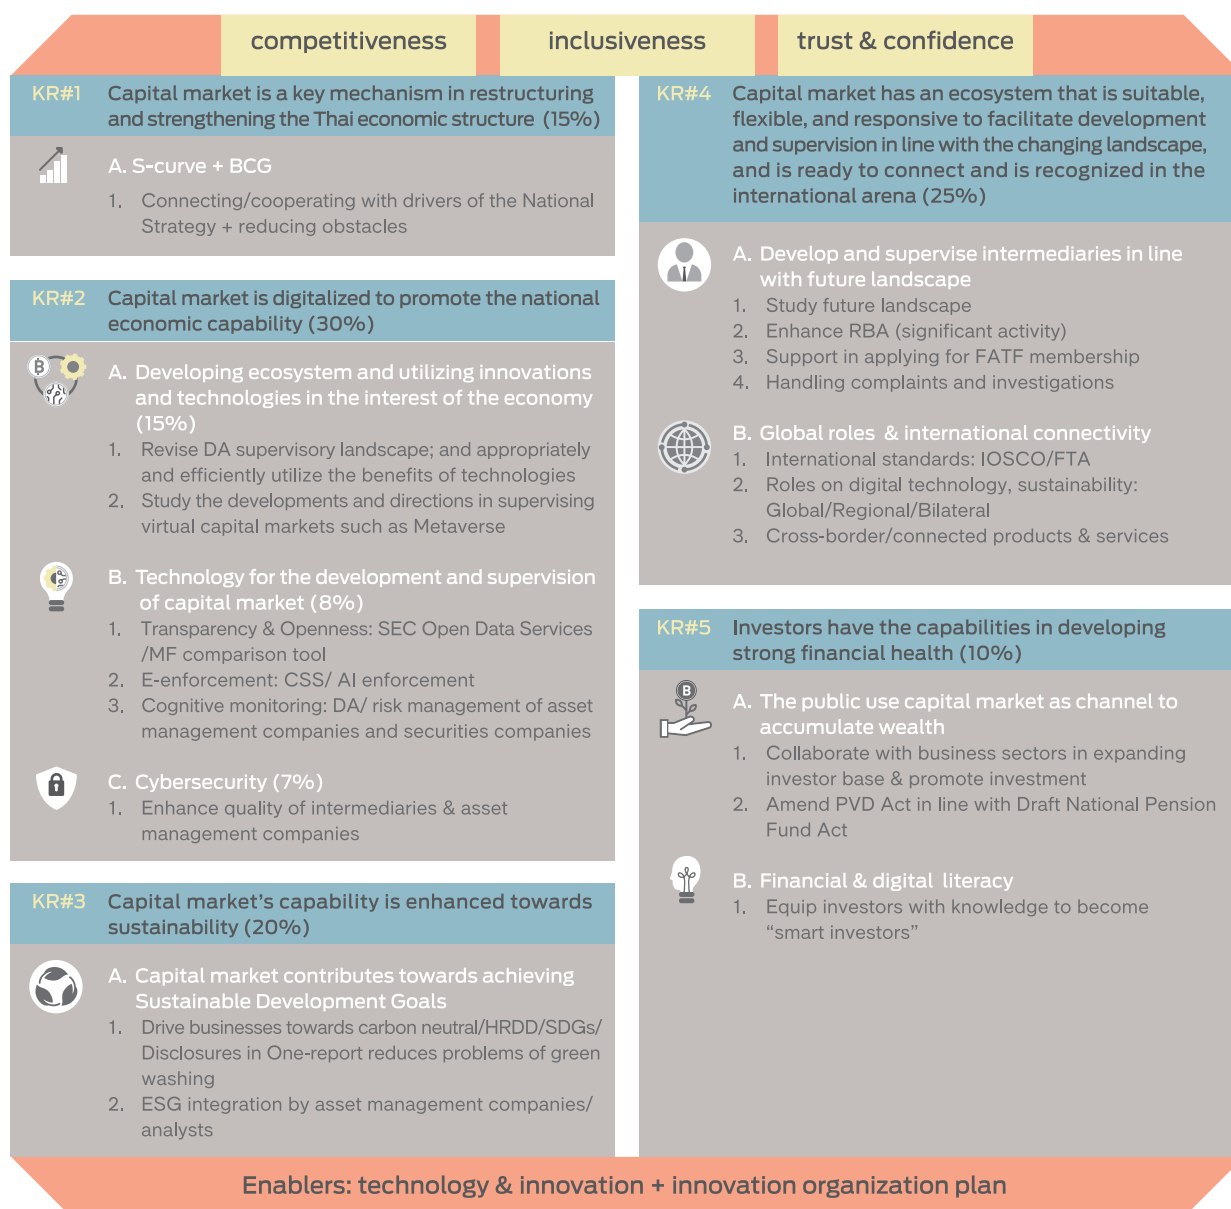 competitiveness
inclusiveness
trust & confidence
KR#1 Capital market is a key mechanism in restructuring
and strengthening the Thai economic structure (15%)
A. S-curve + BCG
1. Connecting/cooperating with drivers of the National
Strategy + reducing obstacles
KR#2 Capital market is digitalized to promote the national
economic capability (30%)
A. Developing ecosystem and utilizing innovations
and technologies in the interest of the economy
(15%)
1. Revise DA supervisory landscape; and appropriately
and efficiently utilize the benefits of technologies
2. Study the developments and directions in supervising
virtual capital markets such as Metaverse
B. Technology for the development and supervision
of capital market (8%)
1. Transparency & Openness: SEC Open Data Services
/MF comparison tool
2. E-enforcement: CSS/ AI enforcement
3. Cognitive monitoring: DA/ risk management of asset
management companies and securities companies
C. Cybersecurity (7%)
1. Enhance quality of intermediaries & asset
management companies
KR#3 Capital market's capability is enhanced towards
sustainability (20%)
A. Capital market contributes towards achieving
Sustainable Development Goals
1. Drive businesses towards carbon neutral/HRDD/SDGs/
Disclosures in One-report reduces problems of green
washing
2. ESG integration by asset management companies/
analysts
KR#4 Capital market has an ecosystem that is suitable,
flexible, and responsive to facilitate development
and supervision in line with the changing landscape,
and is ready to connect and is recognized in the
international arena (25%)
A. Develop and supervise intermediaries in line
with future landscape
1. Study future landscape
2. Enhance RBA (significant activity)
3. Support in applying for FATF membership
4. Handling complaints and investigations
B. Global roles & international connectivity
1. International standards: IOSCO/FTA
2. Roles on digital technology, sustainability:
Global/Regional/Bilateral
3. Cross-border/connected products & services
KR#5 Investors have the capabilities in developing
strong financial health (10%)
A. The public use capital market as channel to
accumulate wealth
1. Collaborate with business sectors in expanding
investor base & promote investment
2. Amend PVD Act in line with Draft National Pension
Fund Act
B. Financial & digital literacy
1. Equip investors with knowledge to become
“smart investors”
Enablers: technology & innovation + innovation organization plan